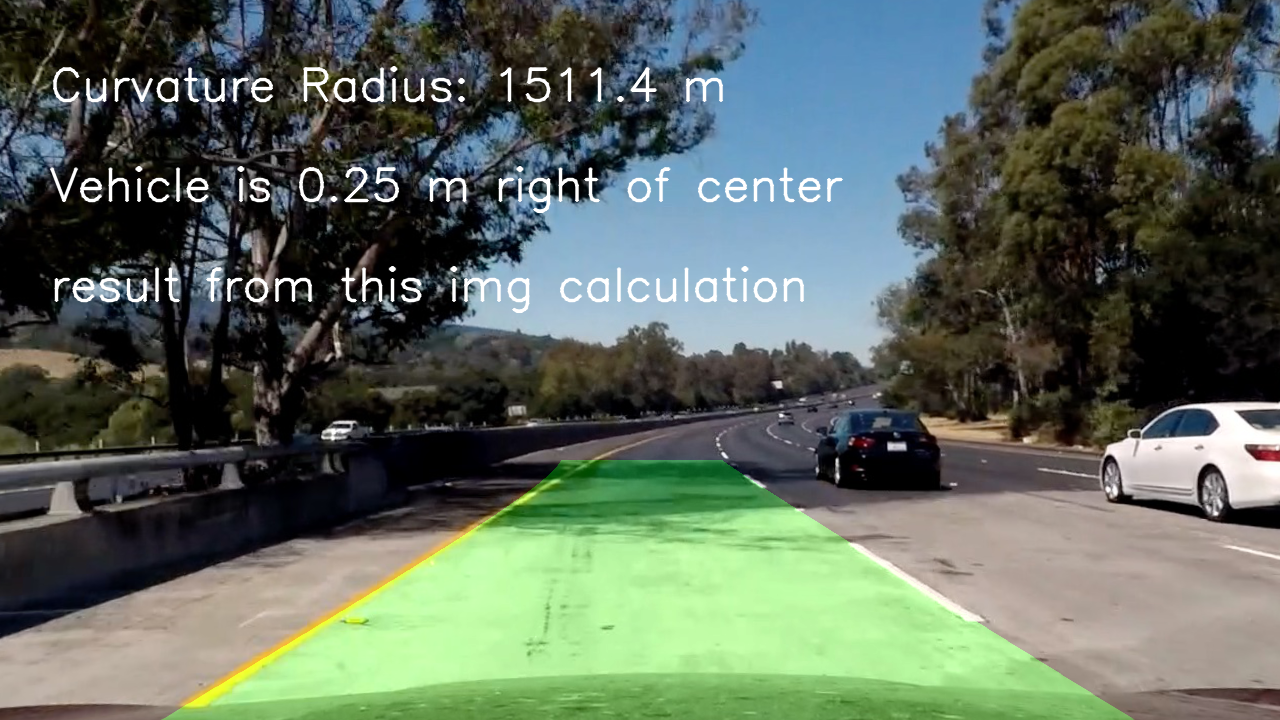 Curvature Radius: 1511.4 m
Vehicle is 0.25 m right of center
result from this img calculation